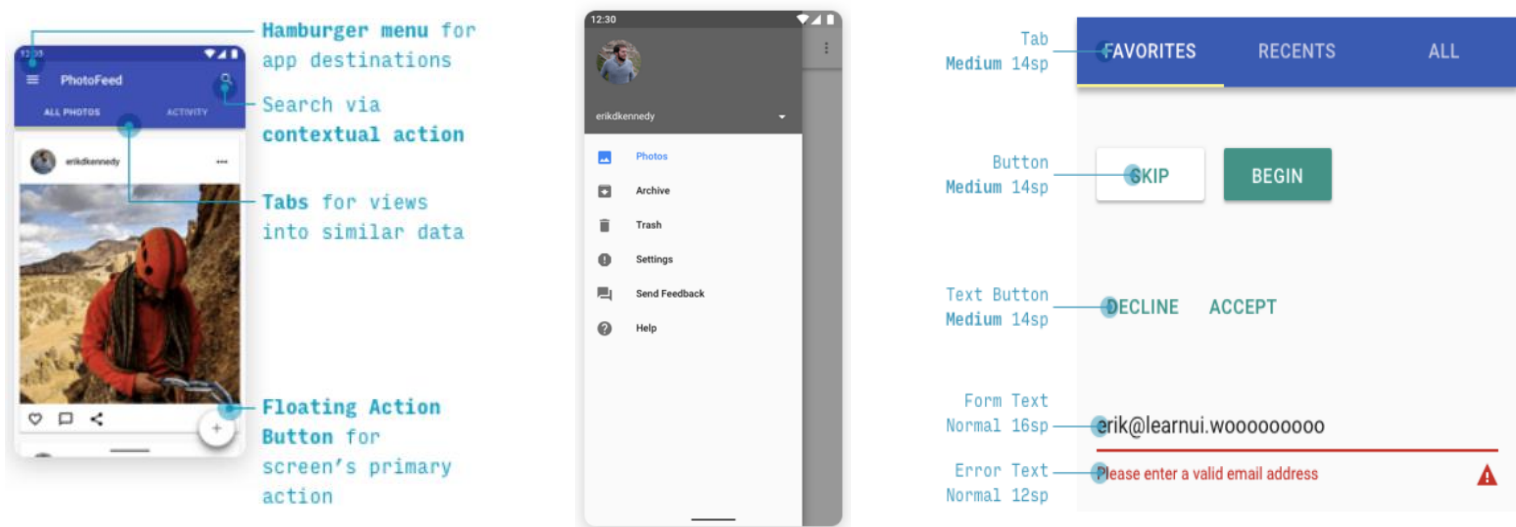 12:35
PhotoFeed
ALL PHOTOS
ACTIVITY
erikdkennedy
Hamburger menu for
app destinations
Search via
contextual action
Tabs for views
into similar data
Floating Action
Button for
screen's primary
action
12:30
erikdkennedy
Photos
Archive
Trash
Settings
Send Feedback
Help
Tab
Medium 14sp
FAVORITES
RECENTS
ALL
Button
Medium 14sp
SKIP
BEGIN
Text Button
Medium 14sp
DECLINE
ACCEPT
Form Text
Normal 16sp
erik@learnui.wooooooooo
Error Text
Normal 12sp
Please enter a valid email address